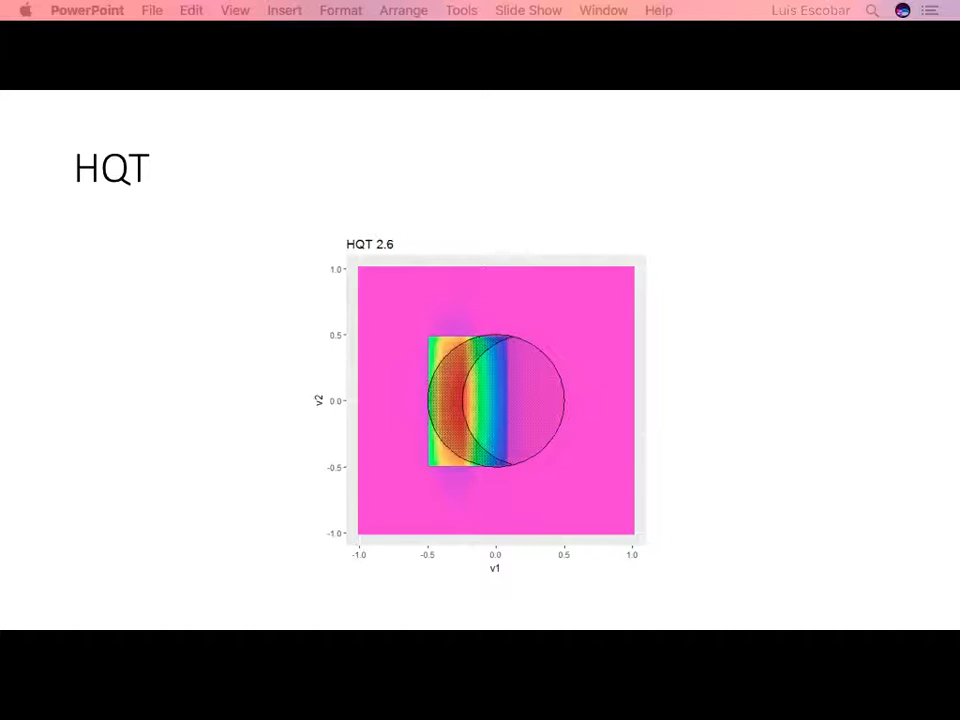 PowerPoint File Edit View Insert Format Arrange Tools Slide Show Window Help Luis Escobar
HQT
HQT 2.6
1.0
0.5
0.0
-0.5
-1.0
v2
-1.0 -0.5 0.0 0.5 1.0
v1